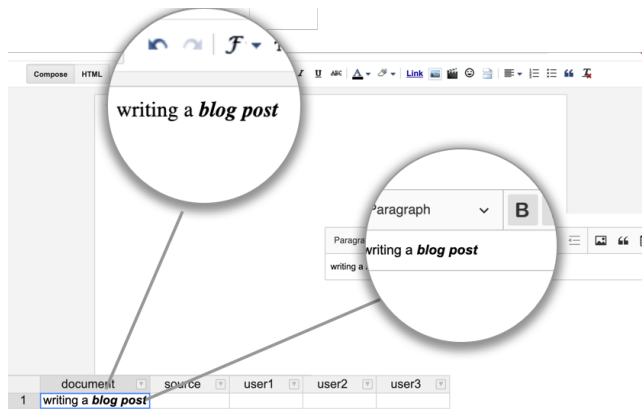 Compose HTML
I U ABC A Link
writing a blog post
Paragraph B
writing a blog post
Paragra
writing a
document source user1 user2 user3
1 writing a blog post